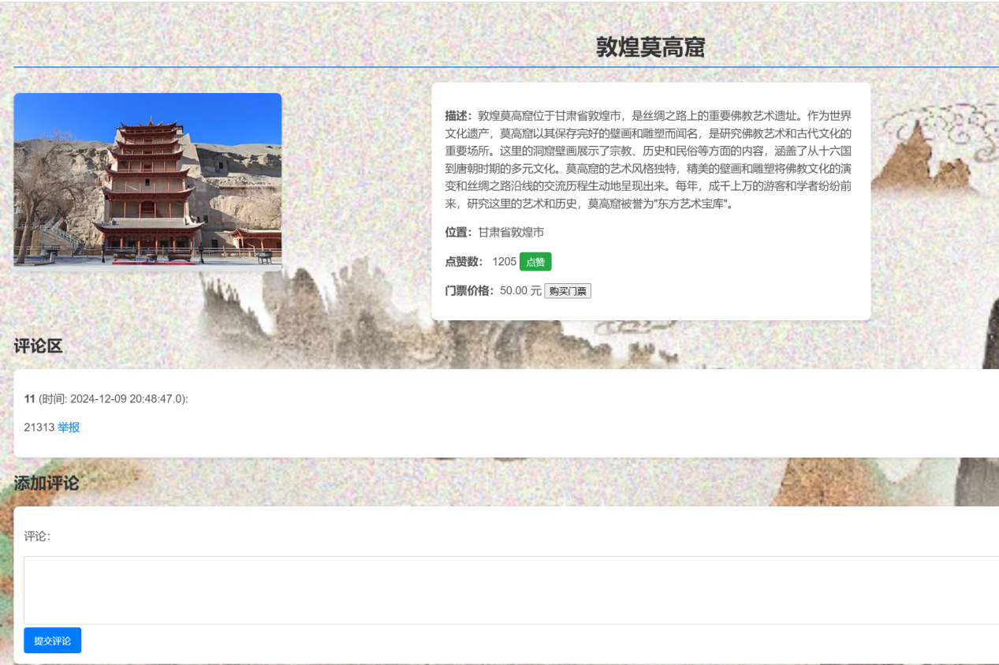 敦煌莫高窟
描述：敦煌莫高窟位于甘肃省敦煌市，是丝绸之路上的重要佛教艺术遗址。作为世界
文化遗产，莫高窟以其保存完好的壁画和雕塑而闻名，是研究佛教艺术和古代文化的
重要场所。这里的洞窟壁画展示了宗教、历史和民俗等方面的内容，涵盖了从十六国
到唐朝时期的多元文化。莫高窟的艺术风格独特，精美的壁画和雕塑将佛教文化的演
变和丝绸之路沿线的交流历程生动地呈现出来。每年，成千上万的游客和学者纷纷前
来，研究这里的艺术和历史，莫高窟被誉为"东方艺术宝库"。
位置：甘肃省敦煌市
点赞数： 1205 点赞
门票价格：50.00 元 购买门票
评论区
11 (时间: 2024-12-09 20:48:47.0):
21313 举报
添加评论
评论：
提交评论